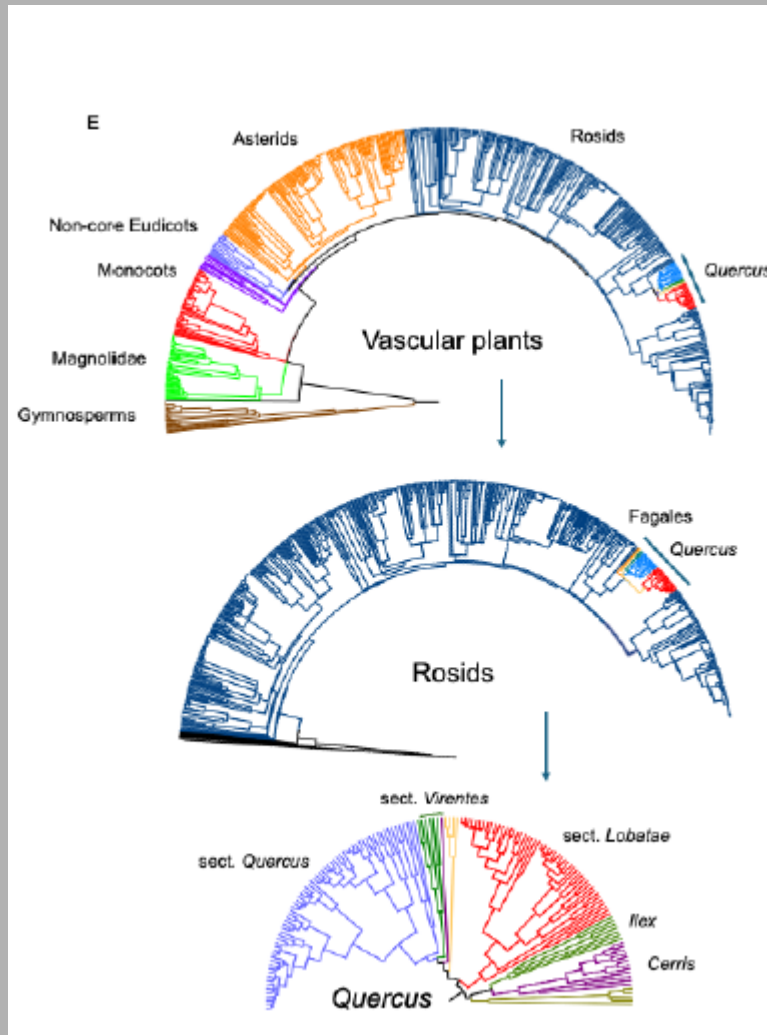 E
Asterids
Rosids
Non-core Eudicots
Monocots
Quercus
Vascular plants
Magnoliidae
Gymnosperms
Fagales
Quercus
Rosids
sect. Virentes
sect. Lobatae
sect. Quercus
Ilex
Cerris
Quercus